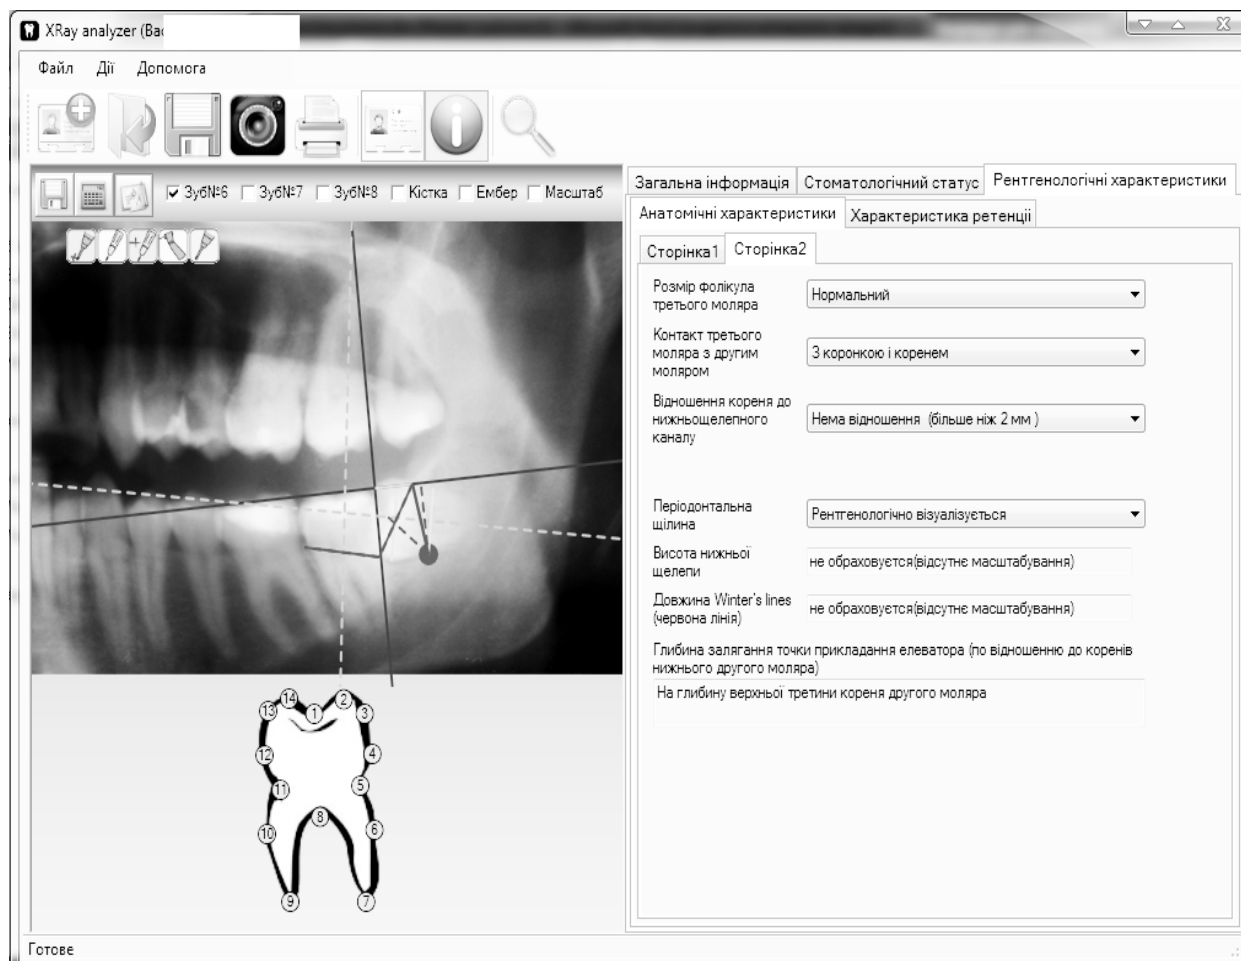 XRay analyzer (Вас
Файл Дії Допомога
Зуб№6 Зуб№7 Зуб№8 Кістка Ембер Масштаб
Загальна інформація Стоматологічний статус Рентгенологічні характеристики
Анатомічні характеристики Характеристика ретенції
Сторінка1 Сторінка2
Розмір фолікула
третього моляра
Нормальний
Контакт третього
моляра з другим
моляром
З коронкою і коренем
Відношення кореня до
нижньощелепного
каналу
Нема відношення (більше ніж 2 мм )
Періодонтальна
щілина
Рентгенологічно візуалізується
Висота нижньої
щелепи
не обраховуєтся(відсутнє масштабування)
Довжина Winter's lines
(червона лінія)
не обраховуєтся(відсутнє масштабування)
Глибина залягання точки прикладання елеватора (по відношенню до коренів
нижнього другого моляра)
На глибину верхньої третини кореня другого моляра
14
2
13
1
3
12
4
11
5
10
8
6
9
7
Готове